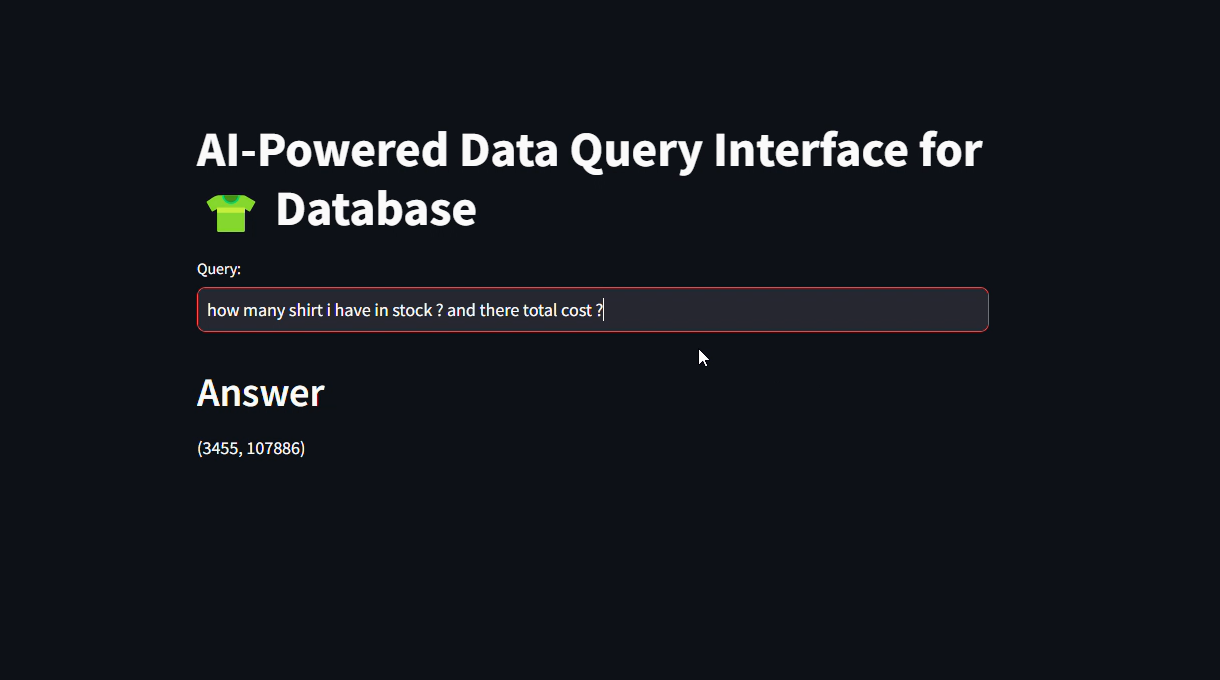 AI-Powered Data Query Interface for
Database
Query:
how many shirt i have in stock ? and there total cost ?
Answer
(3455, 107886)